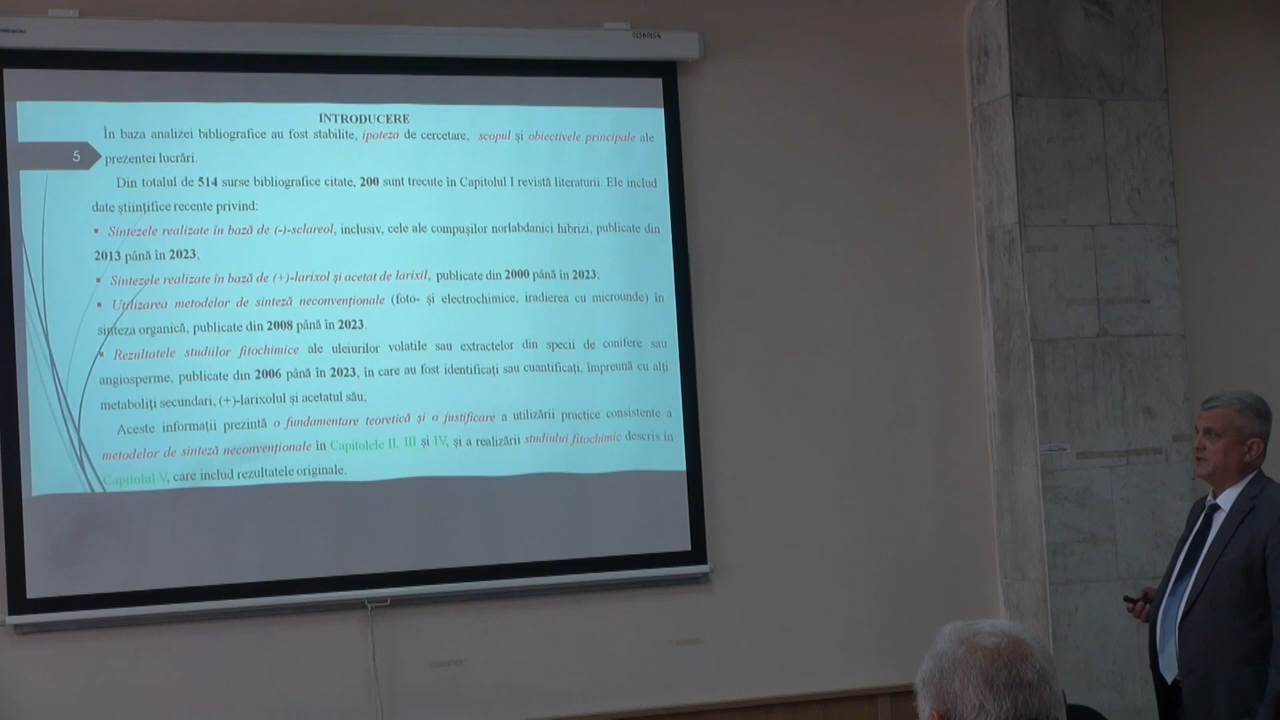 INTRODUCERE
În baza analizei bibliografice au fost stabilite, ipoteza de cercetare, scopul și obiectivele principale ale
5
prezentei lucrări.
Din totalul de 514 surse bibliografice citate, 200 sunt trecute în Capitolul I revistă literaturii. Ele includ
date științifice recente privind:
▪ Sintezele realizate în bază de (-)-sclareol, inclusiv, cele ale compușilor norlabdanici hibrizi, publicate din
2013 până în 2023;
▪ Sintezele realizate în bază de (+)-larixol și acetat de larixil, publicate din 2000 până în 2023,
▪ Utilizarea metodelor de sinteză neconvenționale (foto- și electrochimice, iradierea cu microunde) în
sinteza organică, publicate din 2008 până în 2023.
▪ Rezultatele studiilor fitochimice ale uleiurilor volatile sau extractelor din specii de conifere sau
angiosperme, publicate din 2006 până în 2023, în care au fost identificați sau cuantificați, împreună cu alți
metaboliți secundari, (+)-larixolul și acetatul său;
Aceste informații prezintă o fundamentare teoretică și o justificare a utilizării practice consistente a
metodelor de sinteză neconvenționale în Capitolele II, III și IV, și a realizării studiului fitochimic descris în
Capitolul V, care includ rezultatele originale.